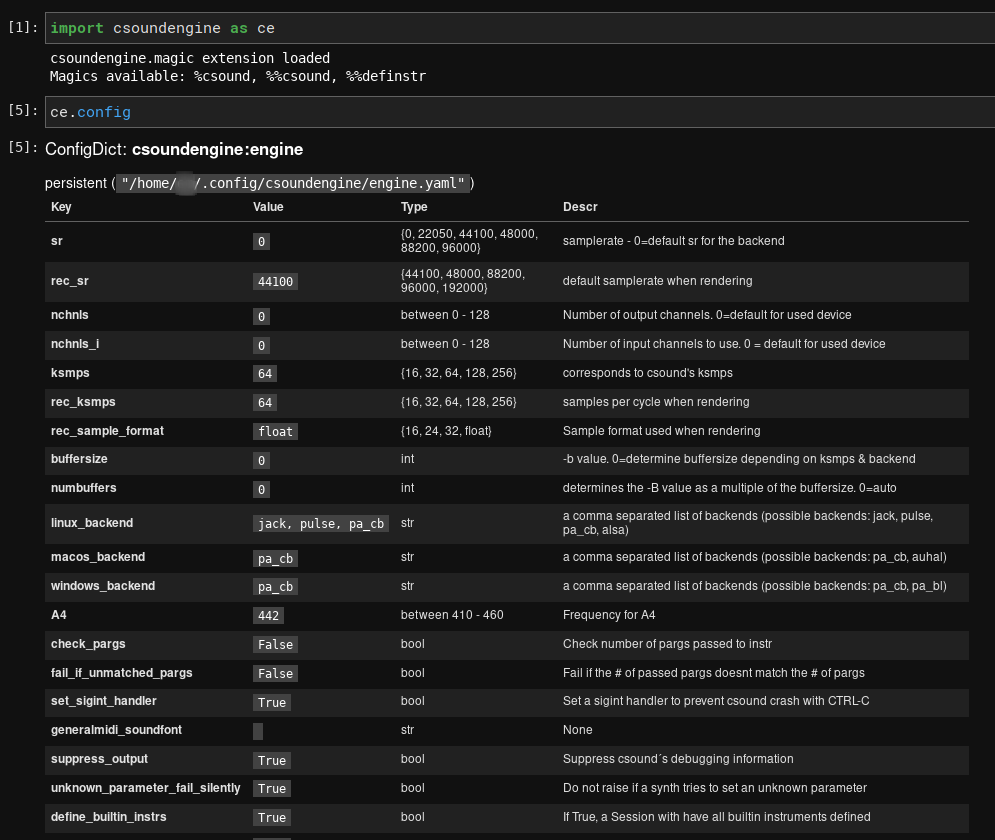 [1]: import csoundengine as ce
csoundengine.magic extension loaded
Magics available: %csound, %%csound, %%definstr
[5]: ce.config
[5]: ConfigDict: csoundengine:engine
persistent ( "/home/ /.config/csoundengine/engine.yaml" )
Key Value Type Descr
sr 0 {0, 22050, 44100, 48000, 88200, 96000} samplerate - 0=default sr for the backend
rec_sr 44100 {44100, 48000, 88200, 96000, 192000} default samplerate when rendering
nchnls 0 between 0 - 128 Number of output channels. 0=default for used device
nchnls_i 0 between 0 - 128 Number of input channels to use. 0 = default for used device
ksmps 64 {16, 32, 64, 128, 256} corresponds to csound's ksmps
rec_ksmps 64 {16, 32, 64, 128, 256} samples per cycle when rendering
rec_sample_format float {16, 24, 32, float} Sample format used when rendering
buffersize 0 int -b value. 0=determine buffersize depending on ksmps & backend
numbuffers 0 int determines the -B value as a multiple of the buffersize. 0=auto
linux_backend jack, pulse, pa_cb str a comma separated list of backends (possible backends: jack, pulse, pa_cb, alsa)
macos_backend pa_cb str a comma separated list of backends (possible backends: pa_cb, auhal)
windows_backend pa_cb str a comma separated list of backends (possible backends: pa_cb, pa_bl)
A4 442 between 410 - 460 Frequency for A4
check_pargs False bool Check number of pargs passed to instr
fail_if_unmatched_pargs False bool Fail if the # of passed pargs doesnt match the # of pargs
set_sigint_handler True bool Set a sigint handler to prevent csound crash with CTRL-C
generalmidi_soundfont str None
suppress_output True bool Suppress csound´s debugging information
unknown_parameter_fail_silently True bool Do not raise if a synth tries to set an unknown parameter
define_builtin_instrs True bool If True, a Session with have all builtin instruments defined